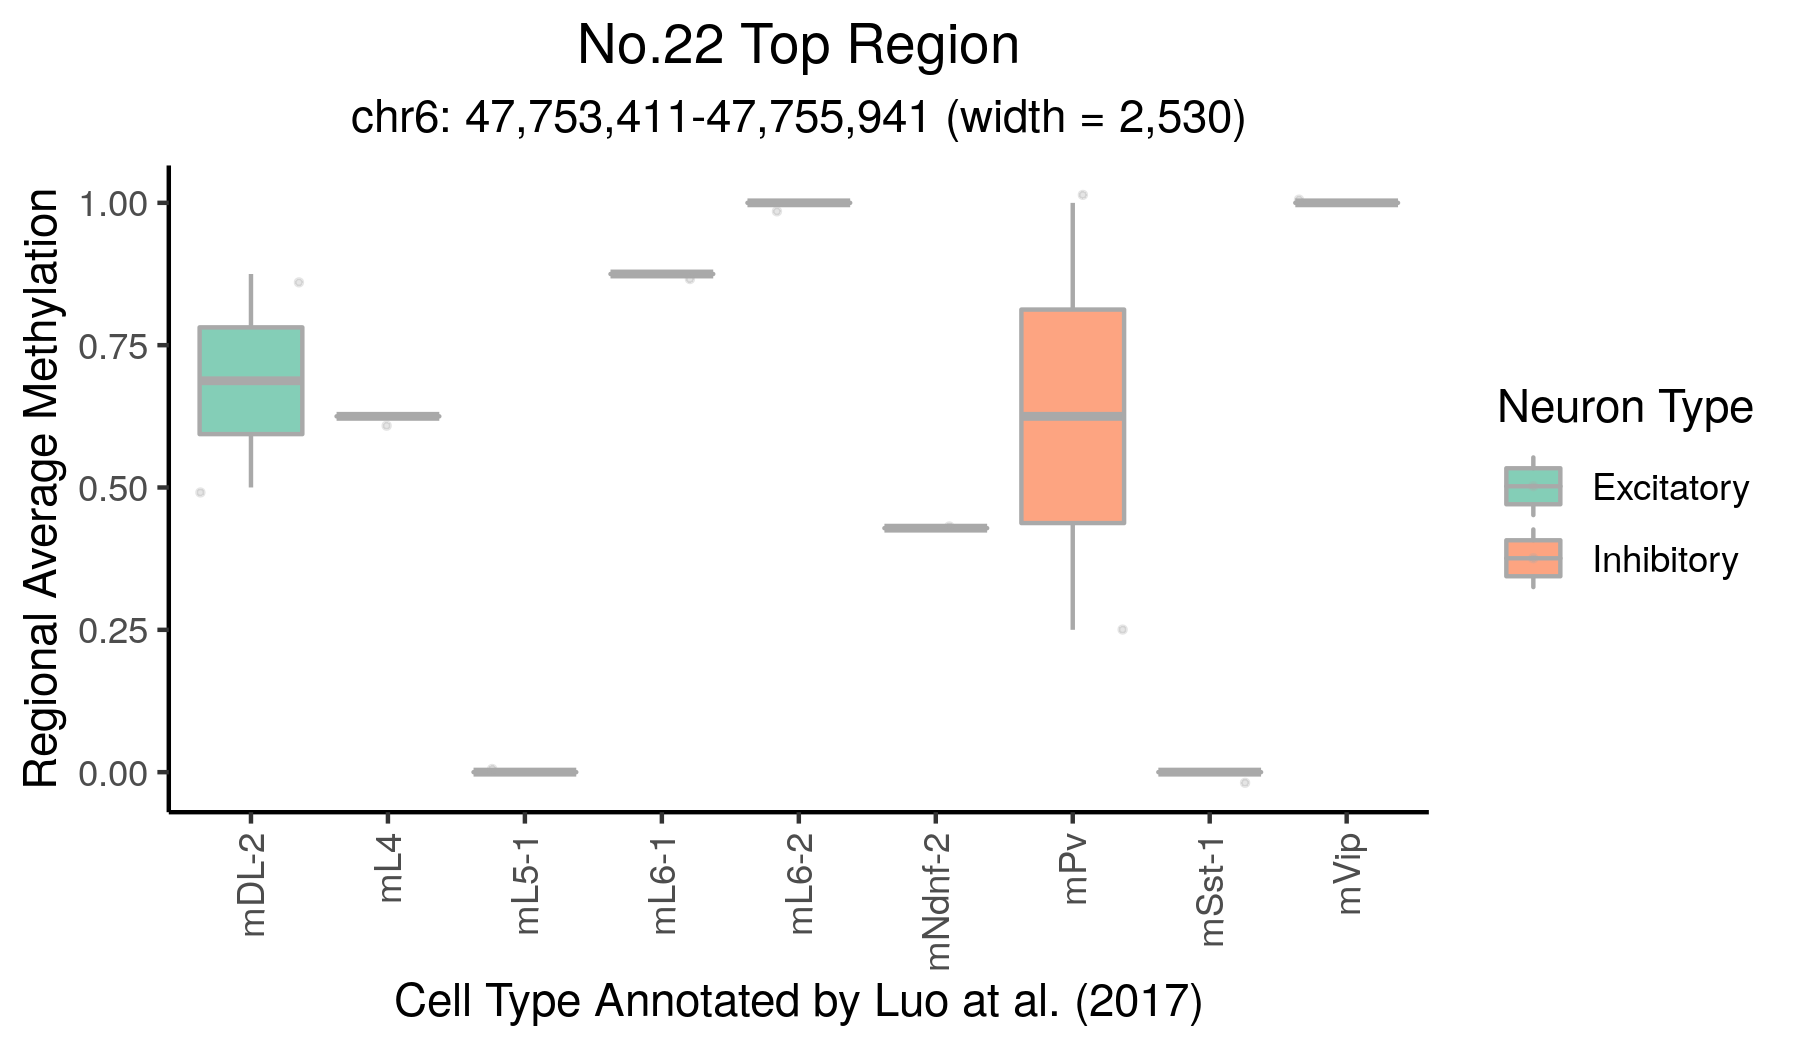 No.22 Top Region
chr6: 47,753,411-47,755,941 (width = 2,530)
Regional Average Methylation
1.00
0.75
0.50
0.25
0.00
mDL-2
mL4
mL5-1
mL6-1
mL6-2
mNdnf-2
mPv
mSst-1
mVip
Cell Type Annotated by Luo at al. (2017)
Neuron Type
Excitatory
Inhibitory